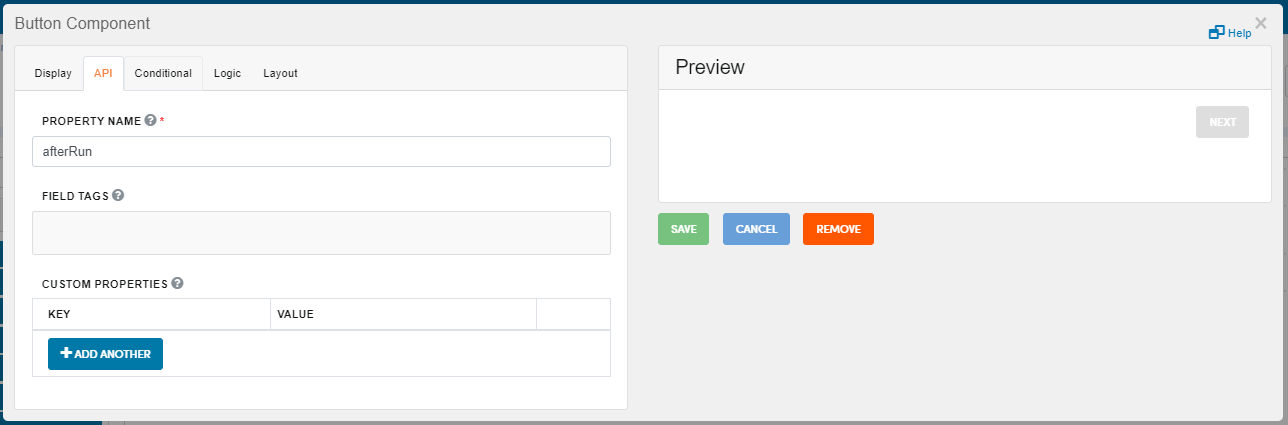 Button Component
×
Help
Display API Conditional Logic Layout
PROPERTY NAME ? *
afterRun
FIELD TAGS ?
CUSTOM PROPERTIES ?
KEY VALUE
+ ADD ANOTHER
Preview
NEXT
SAVE CANCEL REMOVE